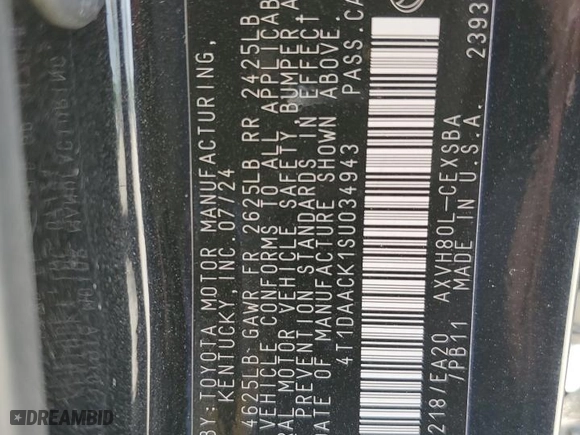 BY: TOYOTA MOTOR MANUFACTURING,
KENTUCKY, INC. 07/24
4625LB GAWR FR 2625LB RR 2425LB
VEHICLE CONFORMS TO ALL APPLICAB
RAL MOTOR VEHICLE SAFETY BUMPER A
PREVENTION STANDARDS IN EFFECT
DATE OF MANUFACTURE SHOWN ABOVE.
4T1DAACK1SU034943 PASS.CA
218/EA20 AXVH80L-CEXSBA
/PB11 MADE IN U.S.A. 2393
DREAMBID